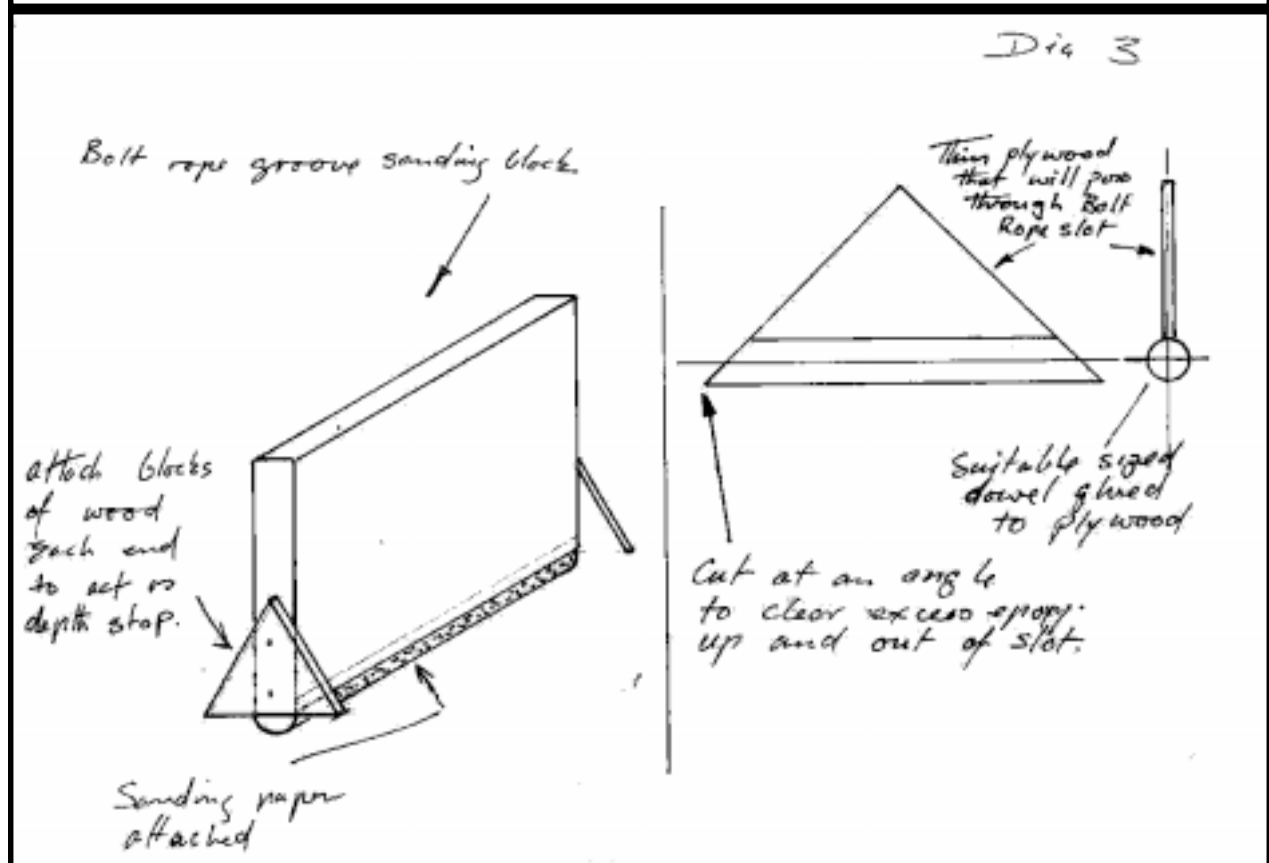 Dia 3
Bolt rope groove sanding block
attach blocks
of wood
each end
to act as
depth stop.
Sanding paper
attached
Thin plywood
that will pass
through Bolt
Rope slot
Suitable sized
dowel glued
to plywood
Cut at an angle
to clear excess epoxy.
up and out of slot.